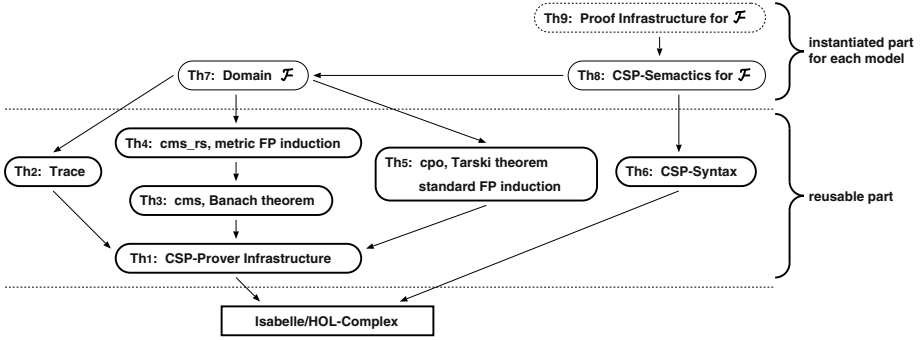 Th9: Proof Infrastructure for F
instantiated part
for each model
Th7: Domain F
Th8: CSP-Semactics for F
Th4: cms_rs, metric FP induction
Th2: Trace
Th5: cpo, Tarski theorem
standard FP induction
Th6: CSP-Syntax
Th3: cms, Banach theorem
reusable part
Th1: CSP-Prover Infrastructure
Isabelle/HOL-Complex